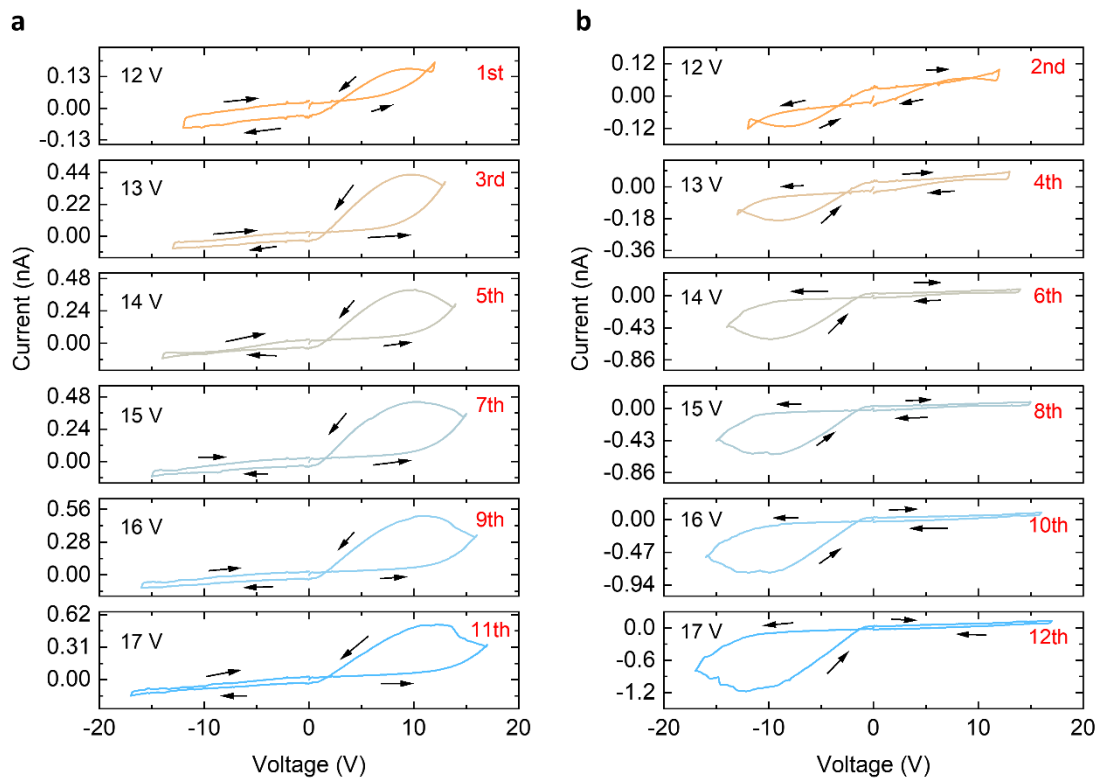 a
12 V
1st
0.13
0.00
-0.13
13 V
3rd
0.44
0.22
0.00
14 V
5th
0.48
0.24
0.00
15 V
7th
0.48
0.24
0.00
16 V
9th
0.56
0.28
0.00
17 V
11th
0.62
0.31
0.00
Current (nA)
-20
-10
0
10
20
Voltage (V)
b
12 V
2nd
0.12
0.00
-0.12
13 V
4th
0.00
-0.18
-0.36
14 V
6th
0.00
-0.43
-0.86
15 V
8th
0.00
-0.43
-0.86
16 V
10th
0.00
-0.47
-0.94
17 V
12th
0.0
-0.6
-1.2
Current (nA)
-20
-10
0
10
20
Voltage (V)